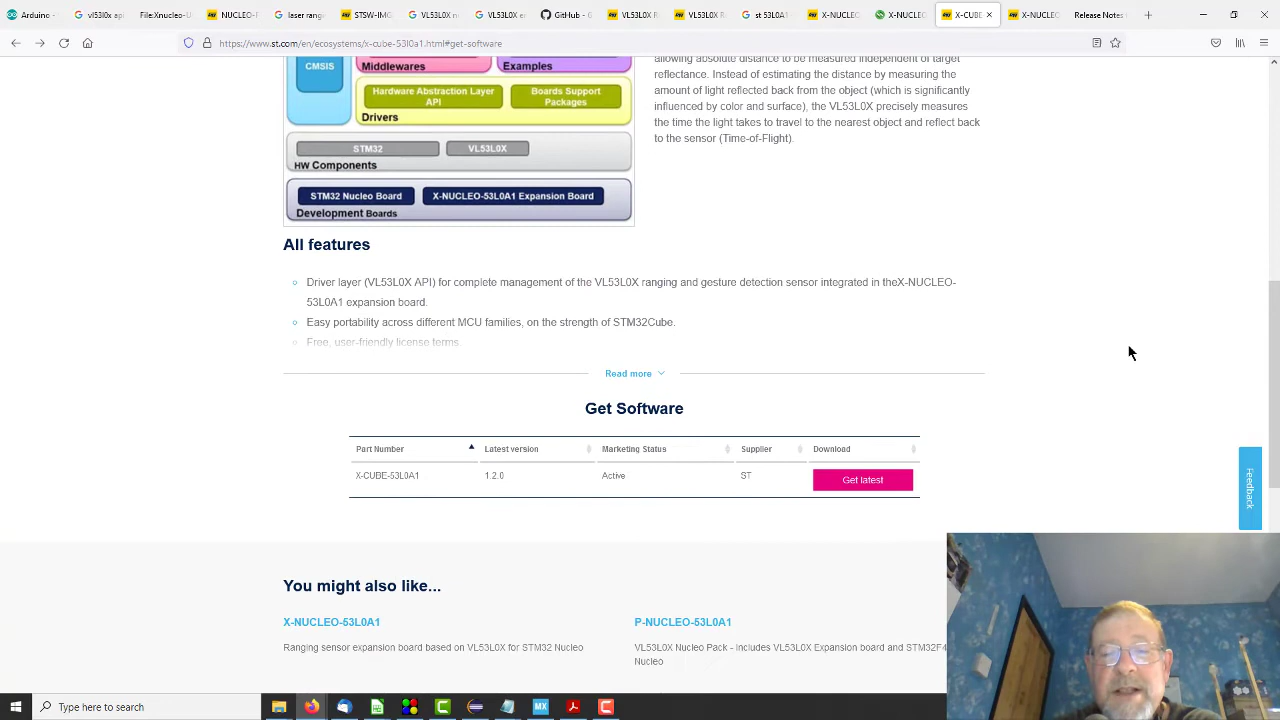 Arduino -
Fitxenuco-U
FlightSen
X-NUCLE
VL53L0X -
VL53L0X -
st vl53l0x
GitHub - G
VL53L0X -
VL53L0X -
st 53L0A1
X-NUCLEO
X-NUCLEO
X-CUBE
X-NUCLEO
Release Notes
https://www.st.com/en/ecosystems/x-cube-53l0a1.html#get-software
CMSIS
Middlewares
Examples
Hardware Abstraction Layer
API
Boards Support
Packages
Drivers
STM32
VL53L0X
HW Components
STM32 Nucleo Board
X-NUCLEO-53L0A1 Expansion Board
Development Boards
allowing absolute distance to be measured independent of target
reflectance. Instead of estimating the distance by measuring the
amount of light reflected back from the object (which is significantly
influenced by color and surface), the VL53L0X precisely measures
the time the light takes to travel to the nearest object and reflect back
to the sensor (Time-of-Flight).
All features
Driver layer (VL53L0X API) for complete management of the VL53L0X ranging and gesture detection sensor integrated in theX-NUCLEO-
53L0A1 expansion board.
Easy portability across different MCU families, on the strength of STM32Cube.
Free, user-friendly license terms.
Read more
Get Software
Part Number Latest version Marketing Status Supplier Download
X-CUBE-53L0A1 1.2.0 Active ST Get latest
Feedback
You might also like...
X-NUCLEO-53L0A1
Ranging sensor expansion board based on VL53L0X for STM32 Nucleo
P-NUCLEO-53L0A1
VL53L0X Nucleo Pack - includes VL53L0X Expansion board and STM32F4
Nucleo
Type here to search
MX